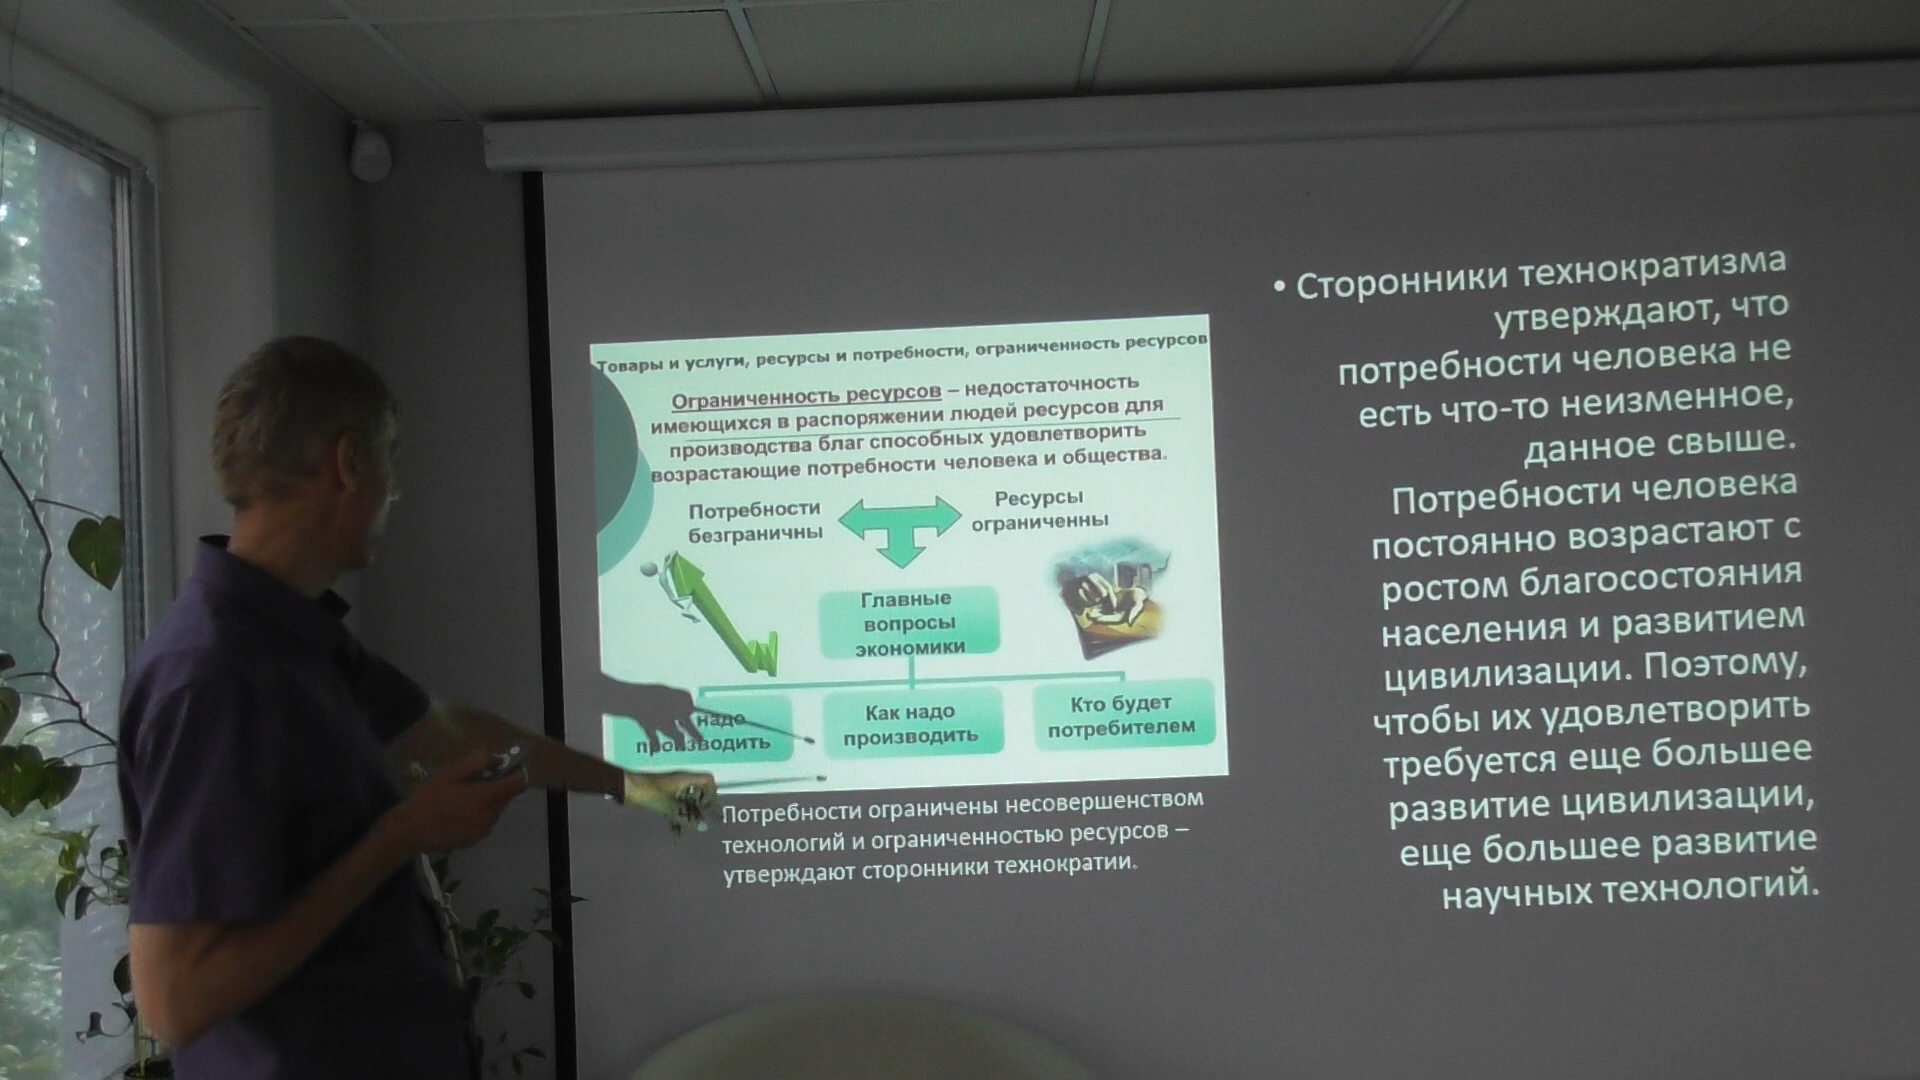 Товары и услуги, ресурсы и потребности, ограниченность ресурсов
Ограниченность ресурсов – недостаточность
имеющихся в распоряжении людей ресурсов для
производства благ способных удовлетворить
возрастающие потребности человека и общества.
Потребности
безграничны
Ресурсы
ограниченны
Главные
вопросы
экономики
надо
производить
Как надо
производить
Кто будет
потребителем
Потребности ограничены несовершенством
технологий и ограниченностью ресурсов –
утверждают сторонники технократии.
• Сторонники технократизма
утверждают, что
потребности человека не
есть что-то неизменное,
данное свыше.
Потребности человека
постоянно возрастают с
ростом благосостояния
населения и развитием
цивилизации. Поэтому,
чтобы их удовлетворить
требуется еще большее
развитие цивилизации,
еще большее развитие
научных технологий.